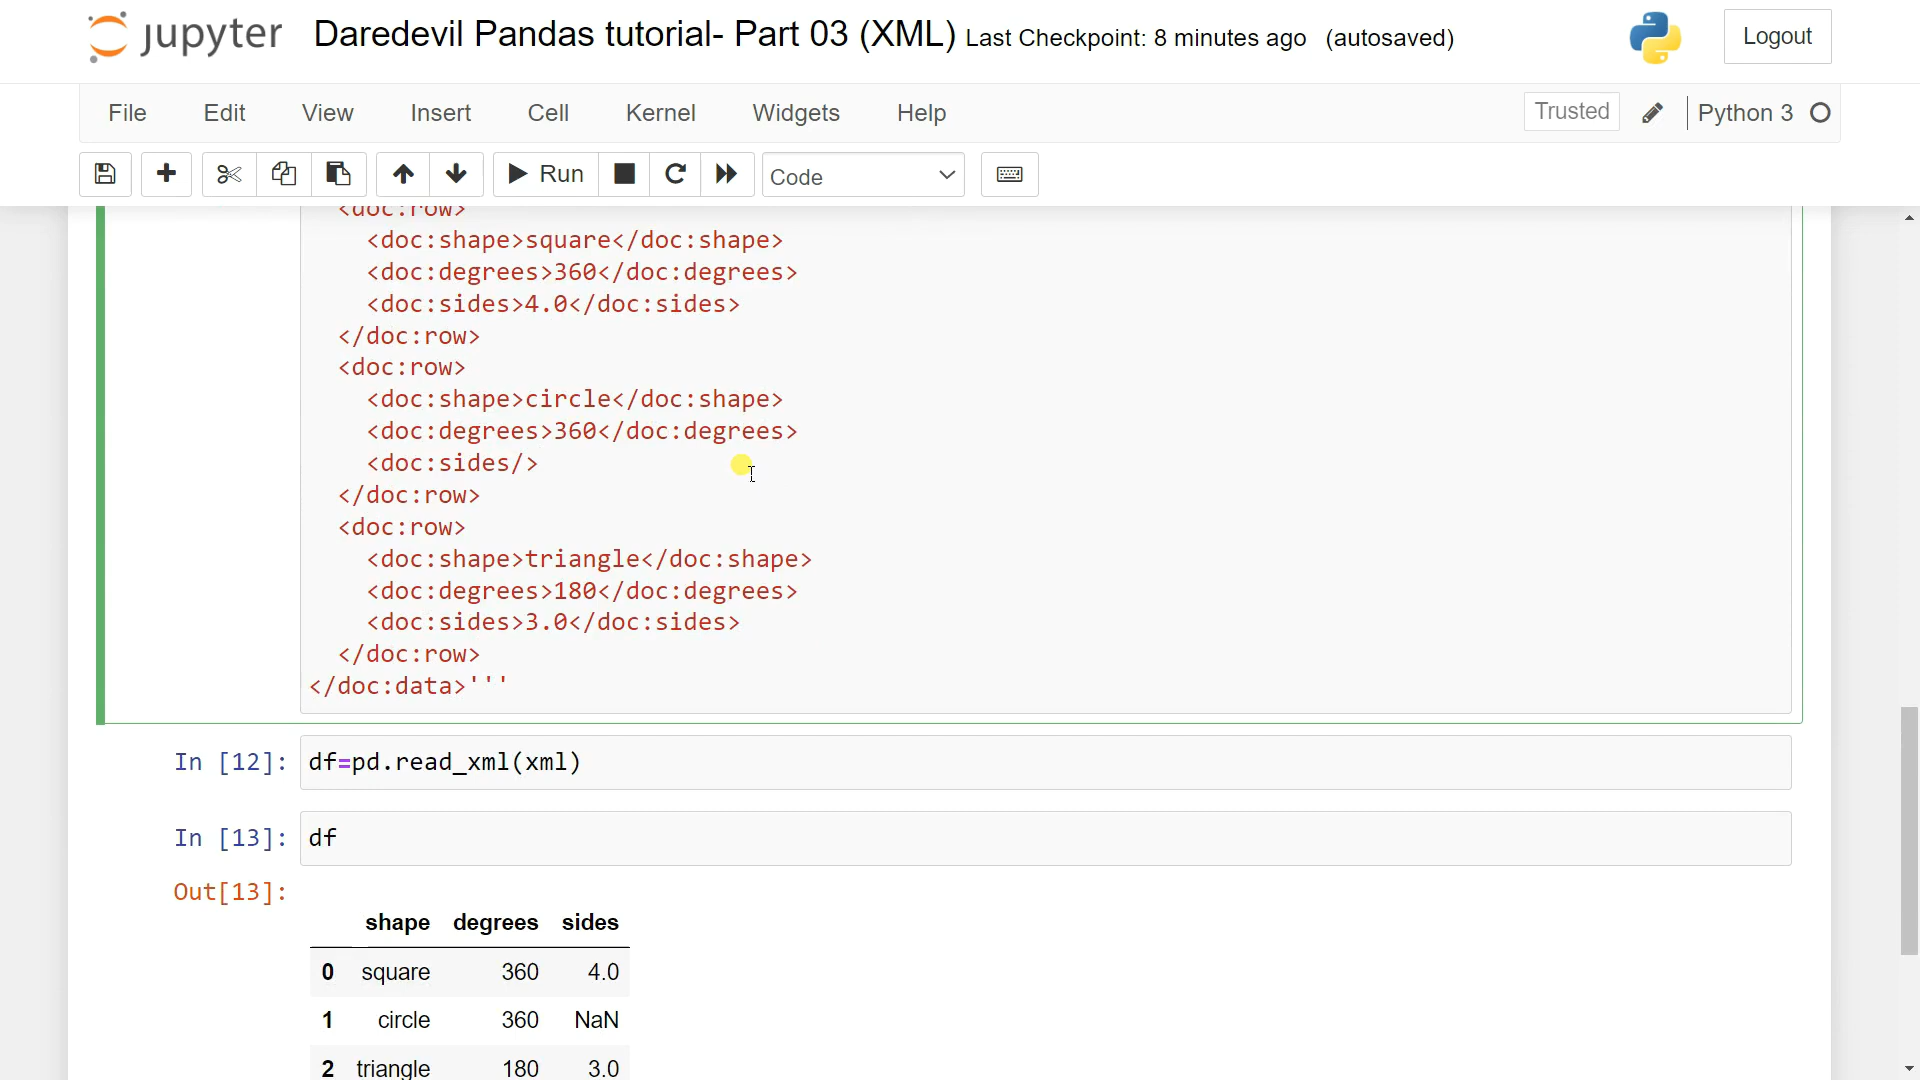 jupyter Daredevil Pandas tutorial- Part 03 (XML) Last Checkpoint: 8 minutes ago (autosaved) Logout
File Edit View Insert Cell Kernel Widgets Help Trusted Python 3
Run Code
<doc:row>
<doc:shape>square</doc:shape>
<doc:degrees>360</doc:degrees>
<doc:sides>4.0</doc:sides>
</doc:row>
<doc:row>
<doc:shape>circle</doc:shape>
<doc:degrees>360</doc:degrees>
<doc:sides/>
</doc:row>
<doc:row>
<doc:shape>triangle</doc:shape>
<doc:degrees>180</doc:degrees>
<doc:sides>3.0</doc:sides>
</doc:row>
</doc:data>'''
In [12]: df=pd.read_xml(xml)
In [13]: df
Out[13]:
shape degrees sides
0 square 360 4.0
1 circle 360 NaN
2 triangle 180 3.0